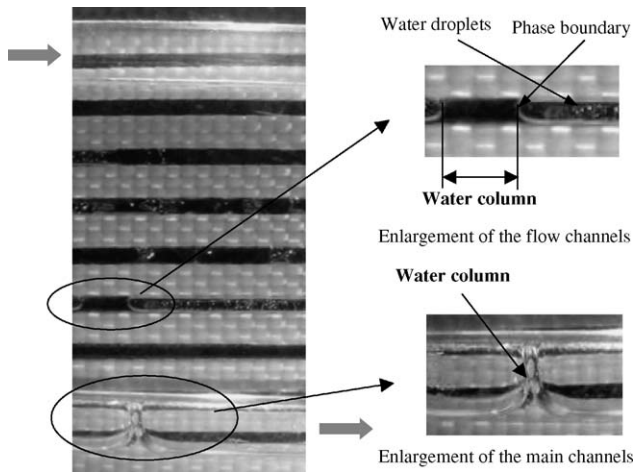 Water droplets
Phase boundary
Water column
Enlargement of the flow channels
Water column
Enlargement of the main channels